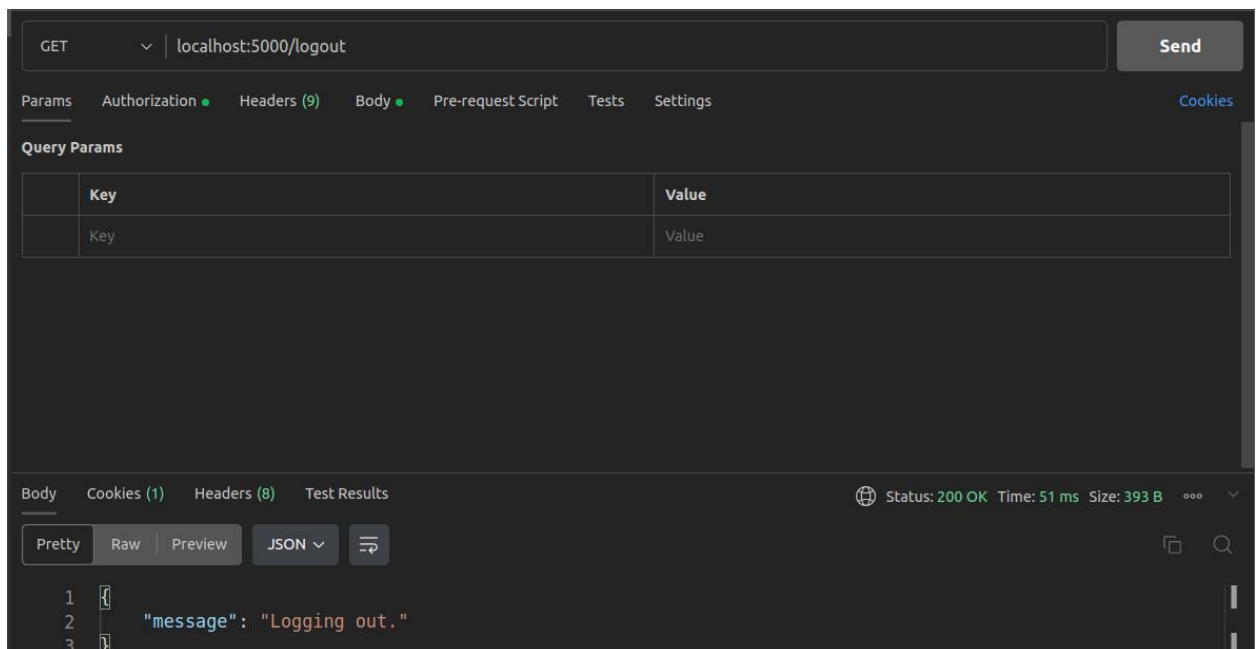 GET localhost:5000/logout Send
Params Authorization Headers (9) Body Pre-request Script Tests Settings Cookies
Query Params
Key Value
Key Value
Body Cookies (1) Headers (8) Test Results Status: 200 OK Time: 51 ms Size: 393 B
Pretty Raw Preview JSON
1 {
2 "message": "Logging out."
3 }